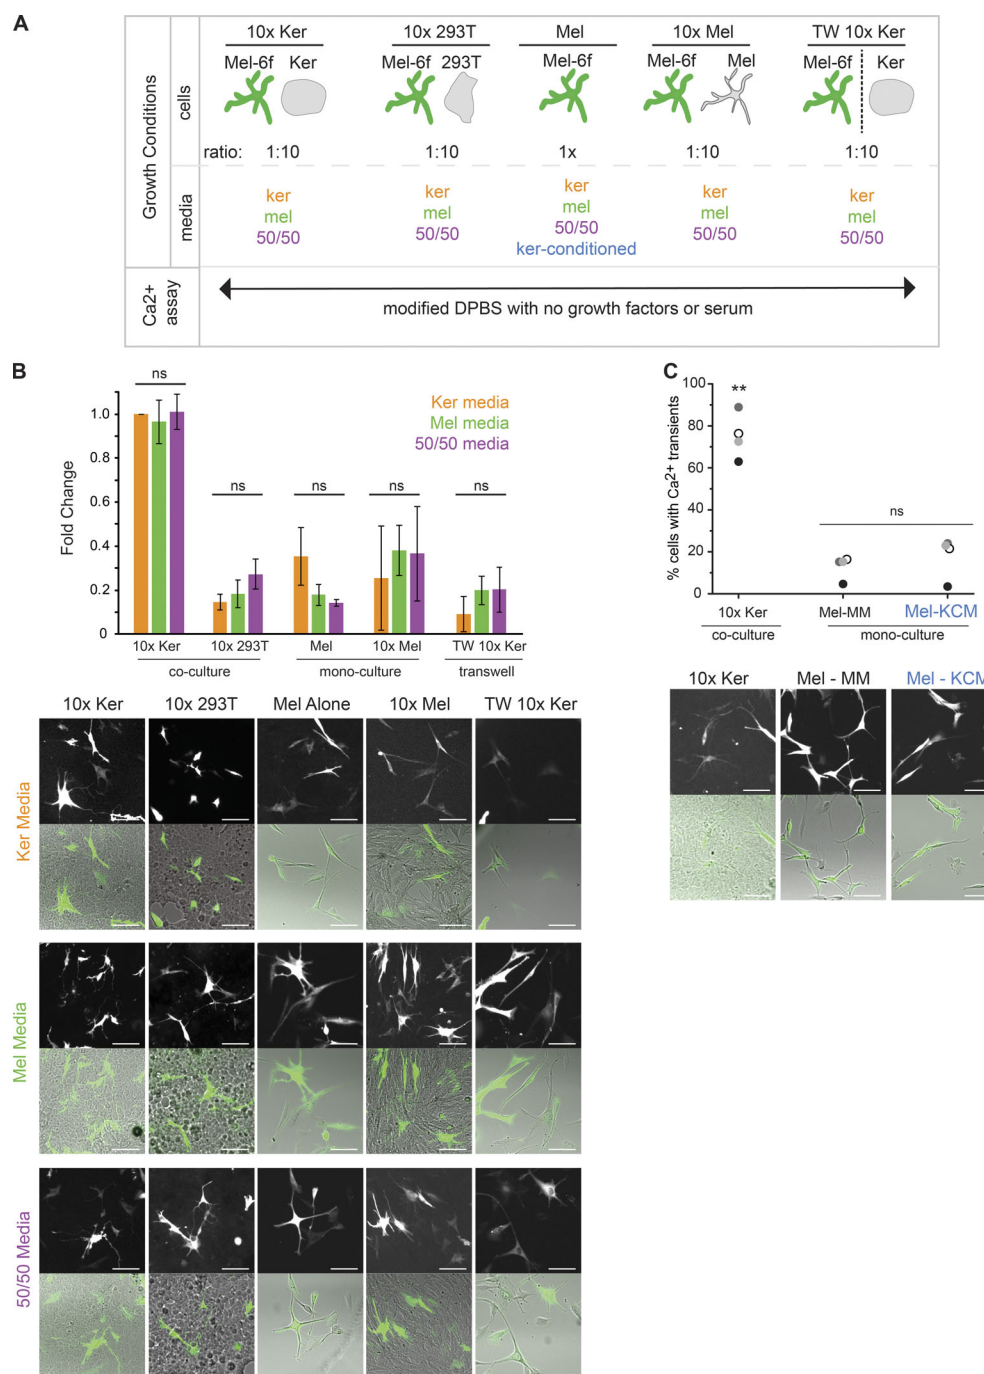 A
10x Ker 10x 293T Mel 10x Mel TW 10x Ker
Growth Conditions
cells
Mel-6f Ker Mel-6f 293T Mel-6f Mel-6f Mel Mel-6f Ker
ratio: 1:10 1:10 1x 1:10 1:10
media
ker ker ker ker ker
mel mel mel mel mel
50/50 50/50 50/50 50/50 50/50
ker-conditioned
Ca2+
assay
modified DPBS with no growth factors or serum
B
ns
Ker media
Mel media
50/50 media
ns ns ns ns
Fold Change
1.0
0.8
0.6
0.4
0.2
0
10x Ker 10x 293T Mel 10x Mel TW 10x Ker
co-culture mono-culture transwell
C
% cells with Ca2+ transients
100
80
60
40
20
0
**
ns
10x Ker Mel-MM Mel-KCM
co-culture mono-culture
10x Ker Mel - MM Mel - KCM
10x Ker 10x 293T Mel Alone 10x Mel TW 10x Ker
Ker Media
Mel Media
50/50 Media